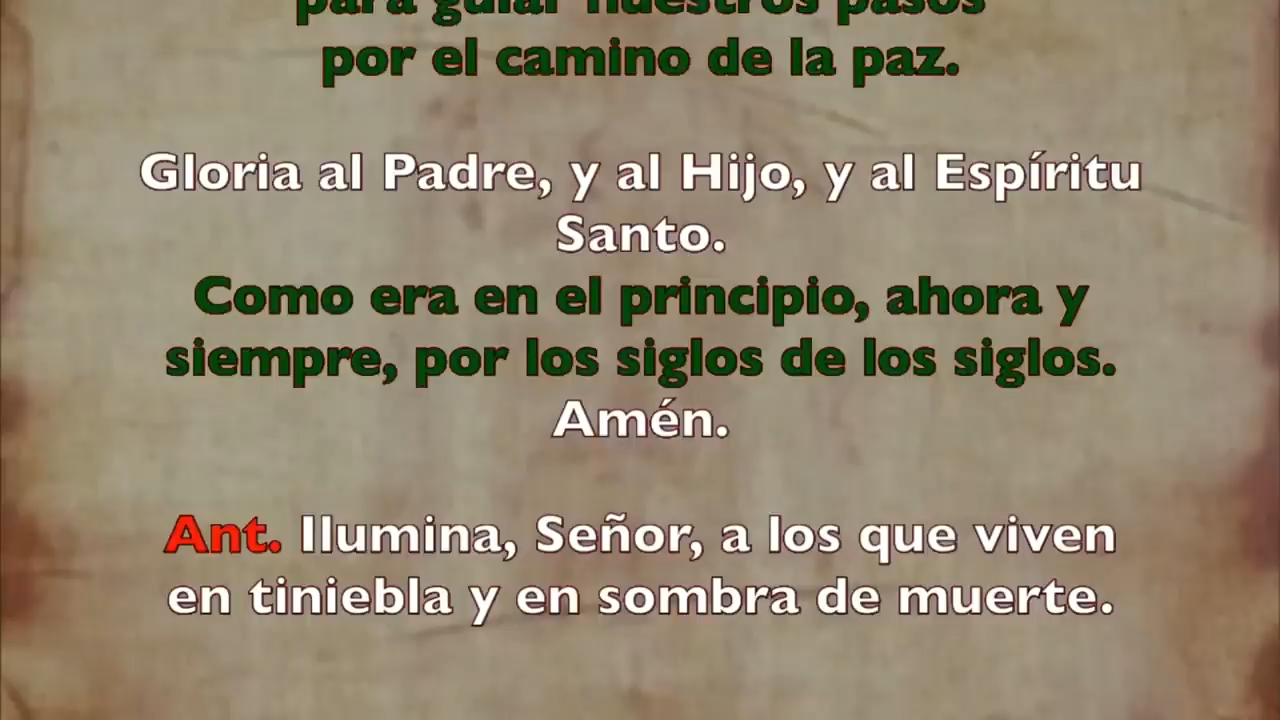 para guiar nuestros pasos
por el camino de la paz.
Gloria al Padre, y al Hijo, y al Espíritu
Santo.
Como era en el principio, ahora y
siempre, por los siglos de los siglos.
Amén.
Ant. Ilumina, Señor, a los que viven
en tiniebla y en sombra de muerte.